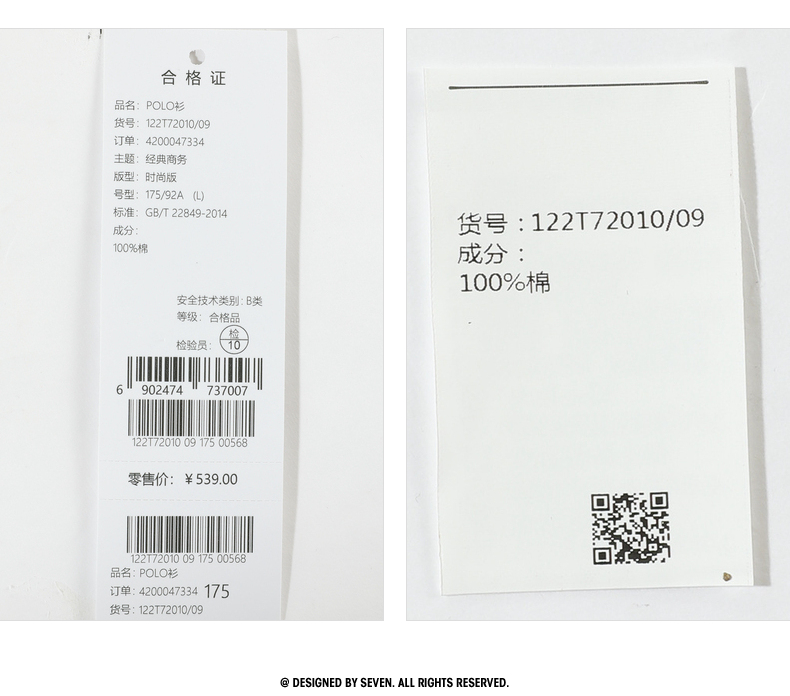 合格证
品名：POLO衫
货号：122T72010/09
订单：4200047334
主题：经典商务
版型：时尚版
号型：175/92A (L)
标准：GB/T 22849-2014
成分：
100%棉
安全技术类别：B类
等级：合格品
检验员：检 10
6 902474 737007
122T72010 09 175 00568
零售价：￥539.00
122T72010 09 175 00568
品名：POLO衫
订单：4200047334 175
货号：122T72010/09
货号：122T72010/09
成分：
100%棉
@ DESIGNED BY SEVEN. ALL RIGHTS RESERVED.